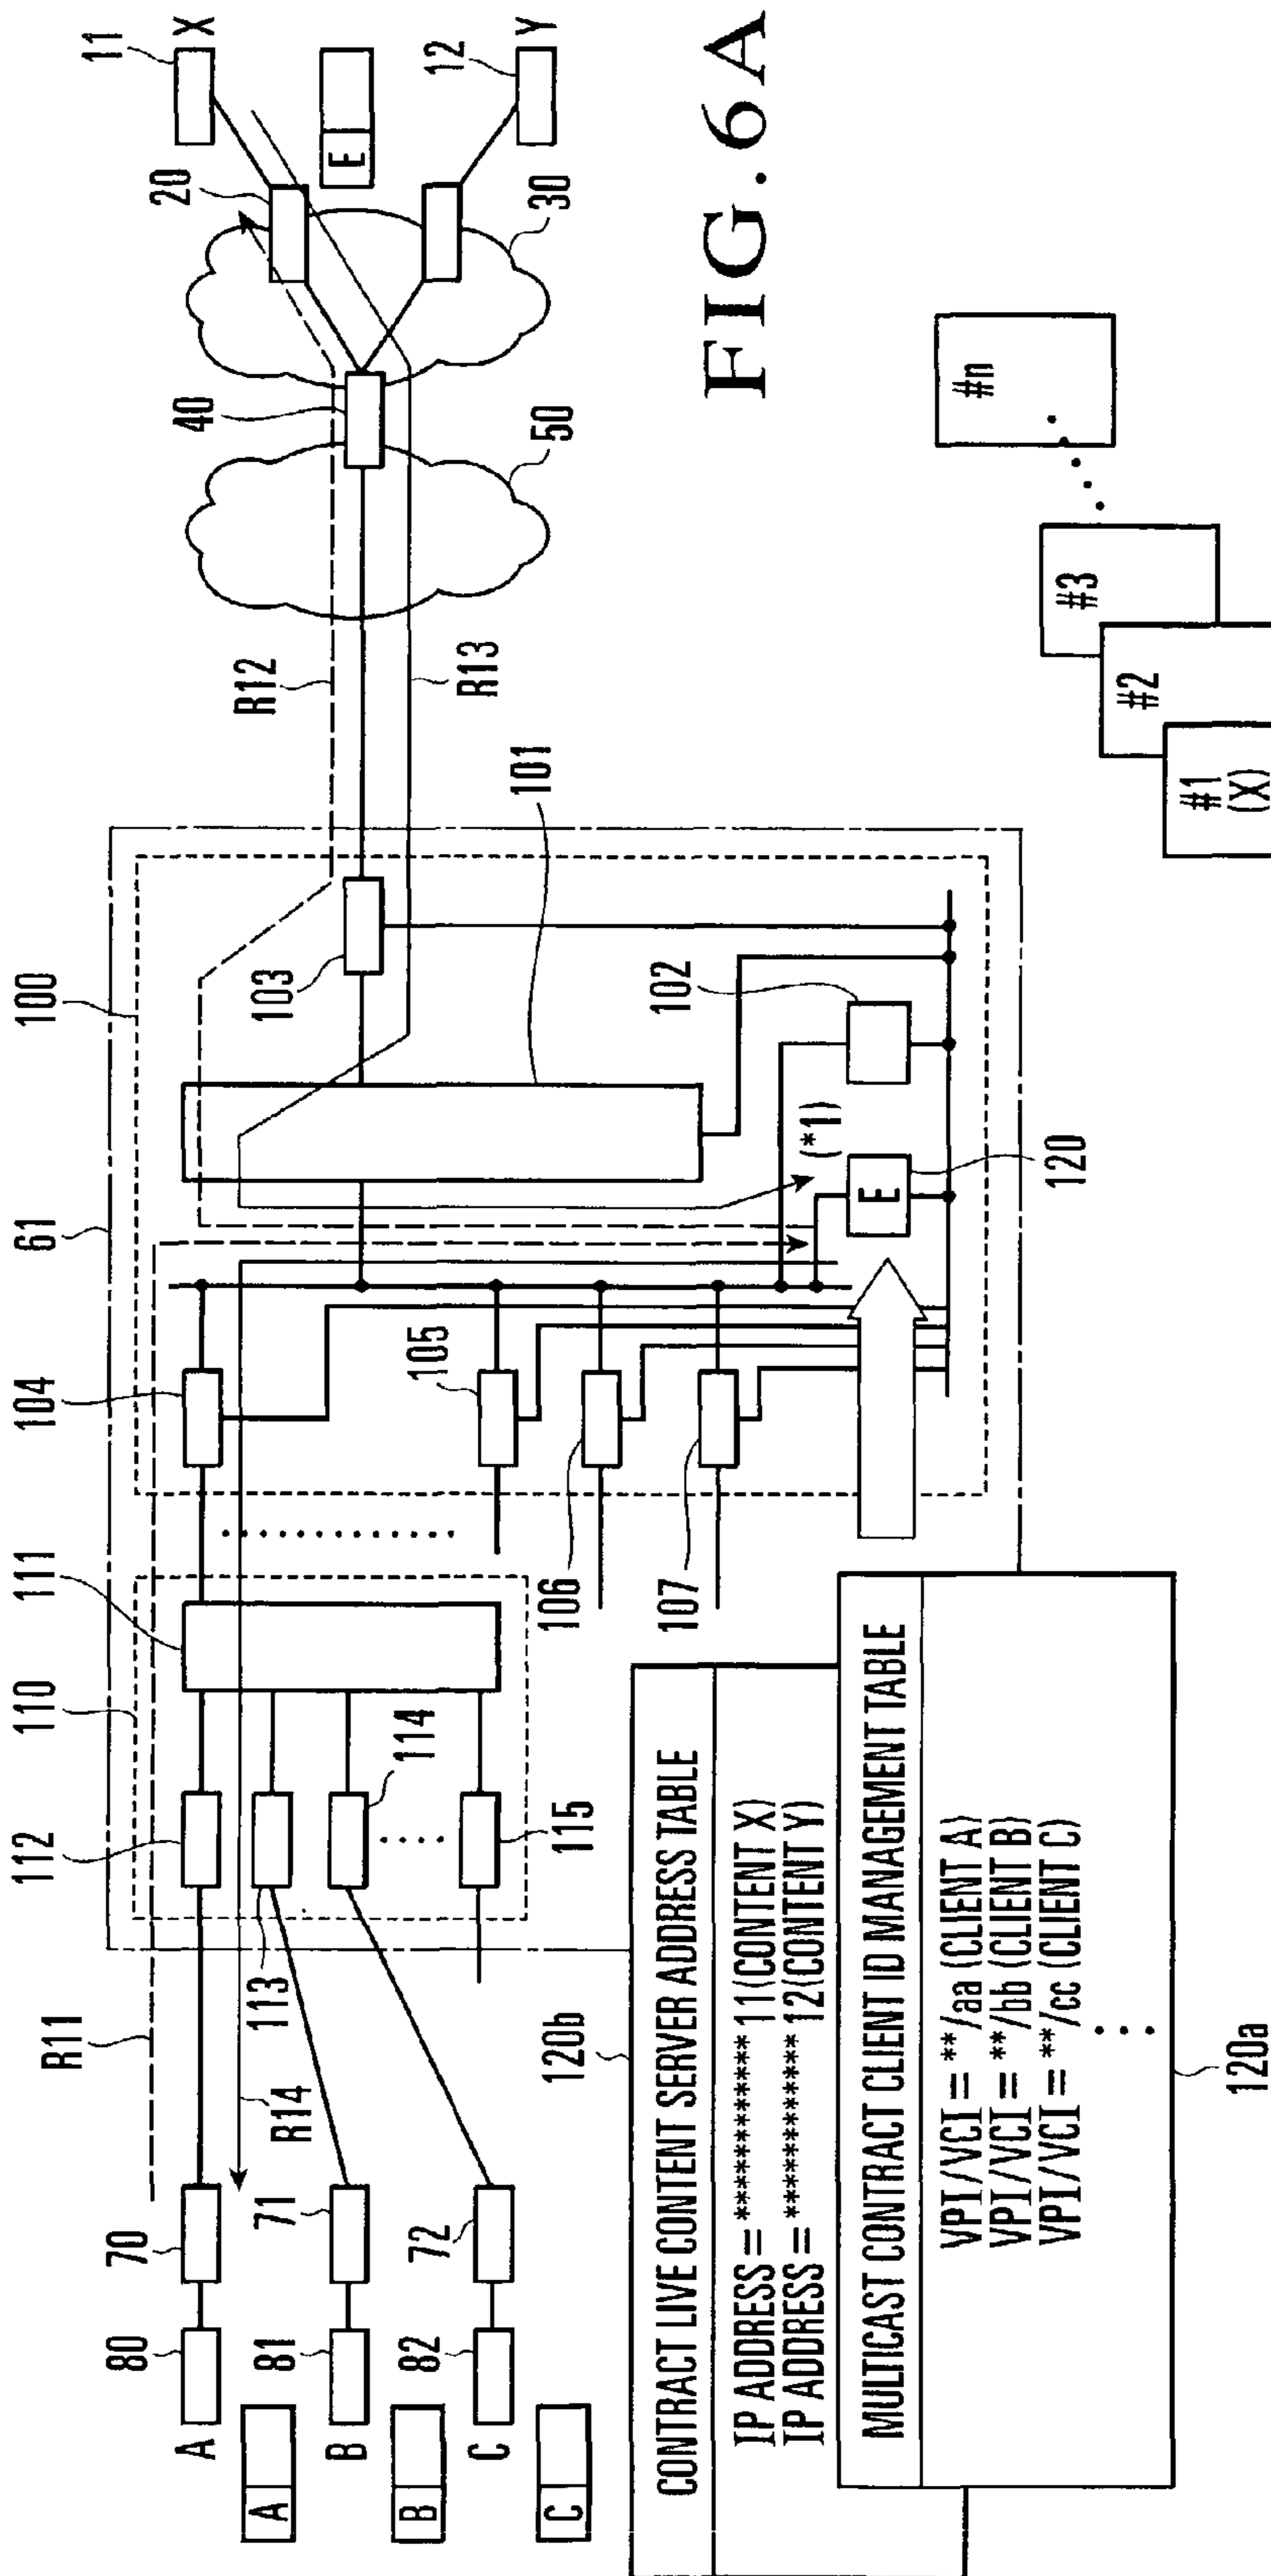 11
X
E
12
Y
20
30
40
50
R12
R13
FIG. 6A
100
61
103
101
102
(*1)
E
120
104
105
106
107
110
111
112
113
114
115
R11
R14
70
71
72
80
81
82
A
A
B
B
C
C
#1
(X)
#2
#3
#n
120b
CONTRACT LIVE CONTENT SERVER ADDRESS TABLE
IP ADDRESS = ***********11(CONTENT X)
IP ADDRESS = ***********12(CONTENT Y)
MULTICAST CONTRACT CLIENT ID MANAGEMENT TABLE
VPI/VCI = **/aa (CLIENT A)
VPI/VCI = **/bb (CLIENT B)
VPI/VCI = **/cc (CLIENT C)
120a